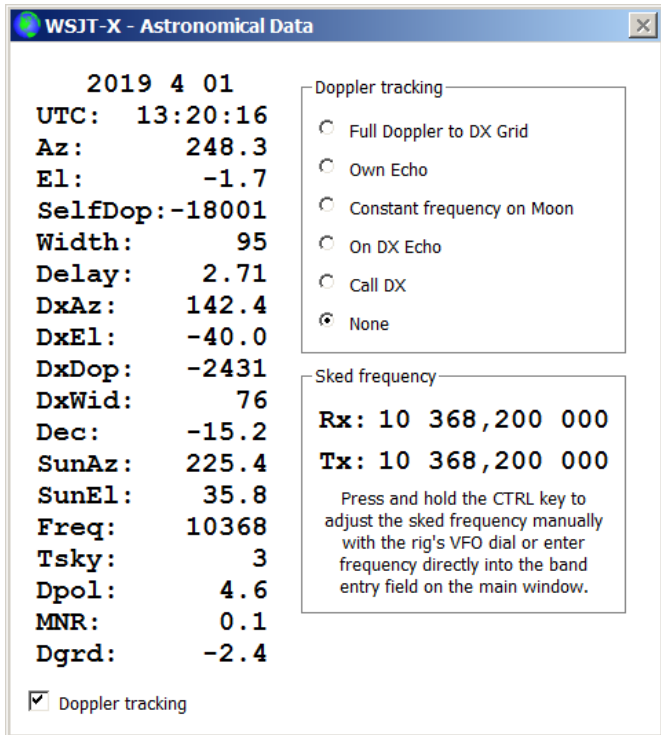 WSJT-X - Astronomical Data
2019 4 01
UTC: 13:20:16
Az: 248.3
El: -1.7
SelfDop:-18001
Width: 95
Delay: 2.71
DxAz: 142.4
DxEl: -40.0
DxDop: -2431
DxWid: 76
Dec: -15.2
SunAz: 225.4
SunEl: 35.8
Freq: 10368
Tsky: 3
Dpol: 4.6
MNR: 0.1
Dgrd: -2.4
Doppler tracking
Doppler tracking
Full Doppler to DX Grid
Own Echo
Constant frequency on Moon
On DX Echo
Call DX
None
Sked frequency
Rx: 10 368,200 000
Tx: 10 368,200 000
Press and hold the CTRL key to
adjust the sked frequency manually
with the rig's VFO dial or enter
frequency directly into the band
entry field on the main window.